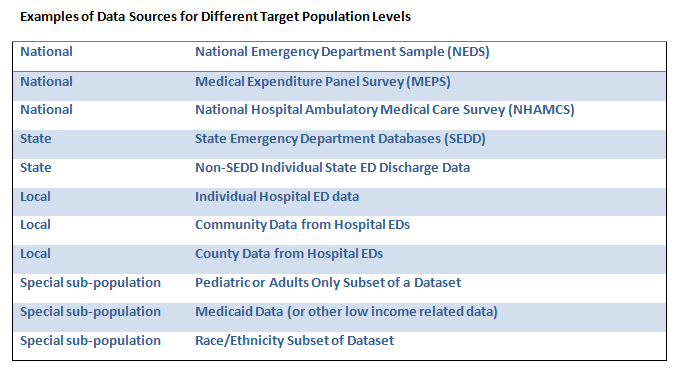 Examples of Data Sources for Different Target Population Levels
National National Emergency Department Sample (NEDS)
National Medical Expenditure Panel Survey (MEPS)
National National Hospital Ambulatory Medical Care Survey (NHAMCS)
State State Emergency Department Databases (SEDD)
State Non-SEDD Individual State ED Discharge Data
Local Individual Hospital ED data
Local Community Data from Hospital EDs
Local County Data from Hospital EDs
Special sub-population Pediatric or Adults Only Subset of a Dataset
Special sub-population Medicaid Data (or other low income related data)
Special sub-population Race/Ethnicity Subset of Dataset